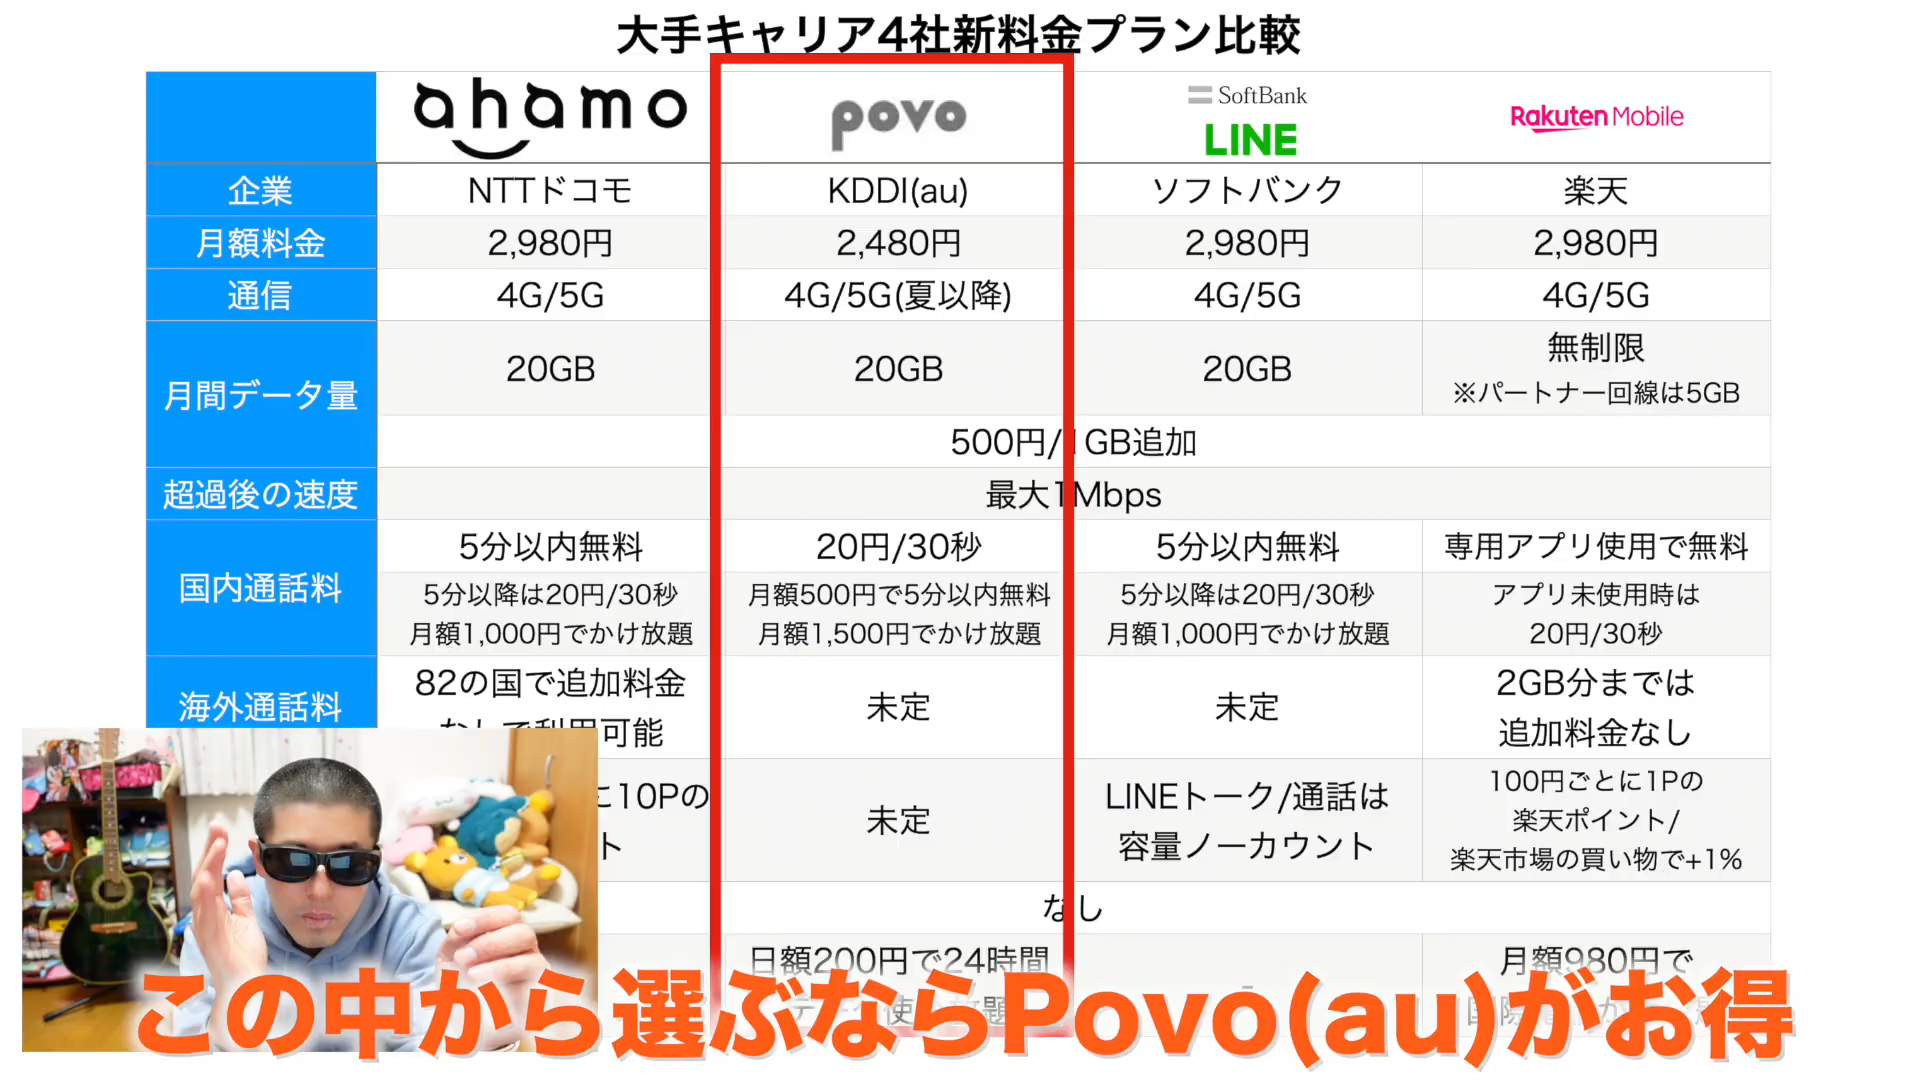 大手キャリア4社新料金プラン比較
ahamo povo SoftBank LINE Rakuten Mobile
企業 NTTドコモ KDDI(au) ソフトバンク 楽天
月額料金 2,980円 2,480円 2,980円 2,980円
通信 4G/5G 4G/5G(夏以降) 4G/5G 4G/5G
月間データ量 20GB 20GB 20GB 無制限
※パートナー回線は5GB
500円/1GB追加
超過後の速度 最大1Mbps
国内通話料 5分以内無料 20円/30秒 5分以内無料 専用アプリ使用で無料
5分以降は20円/30秒 月額500円で5分以内無料 5分以降は20円/30秒 アプリ未使用時は
月額1,000円でかけ放題 月額1,500円でかけ放題 月額1,000円でかけ放題 20円/30秒
海外通話料 82の国で追加料金 未定 未定 2GB分までは
なしで利用可能 追加料金なし
に10Pの 未定 LINEトーク/通話は 100円ごとに1Pの
ト 容量ノーカウント 楽天ポイント/
楽天市場の買い物で+1%
なし
日額200円で24時間 月額980円で
この中から選ぶならPovo(au)がお得